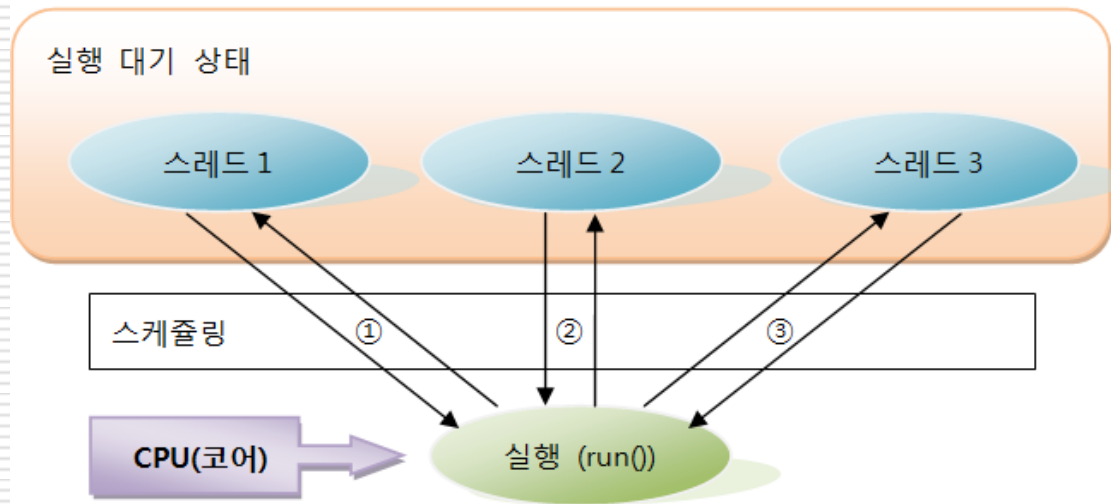 실행 대기 상태
스레드 1
스레드 2
스레드 3
스케쥴링
①
②
③
CPU(코어)
실행 (run())